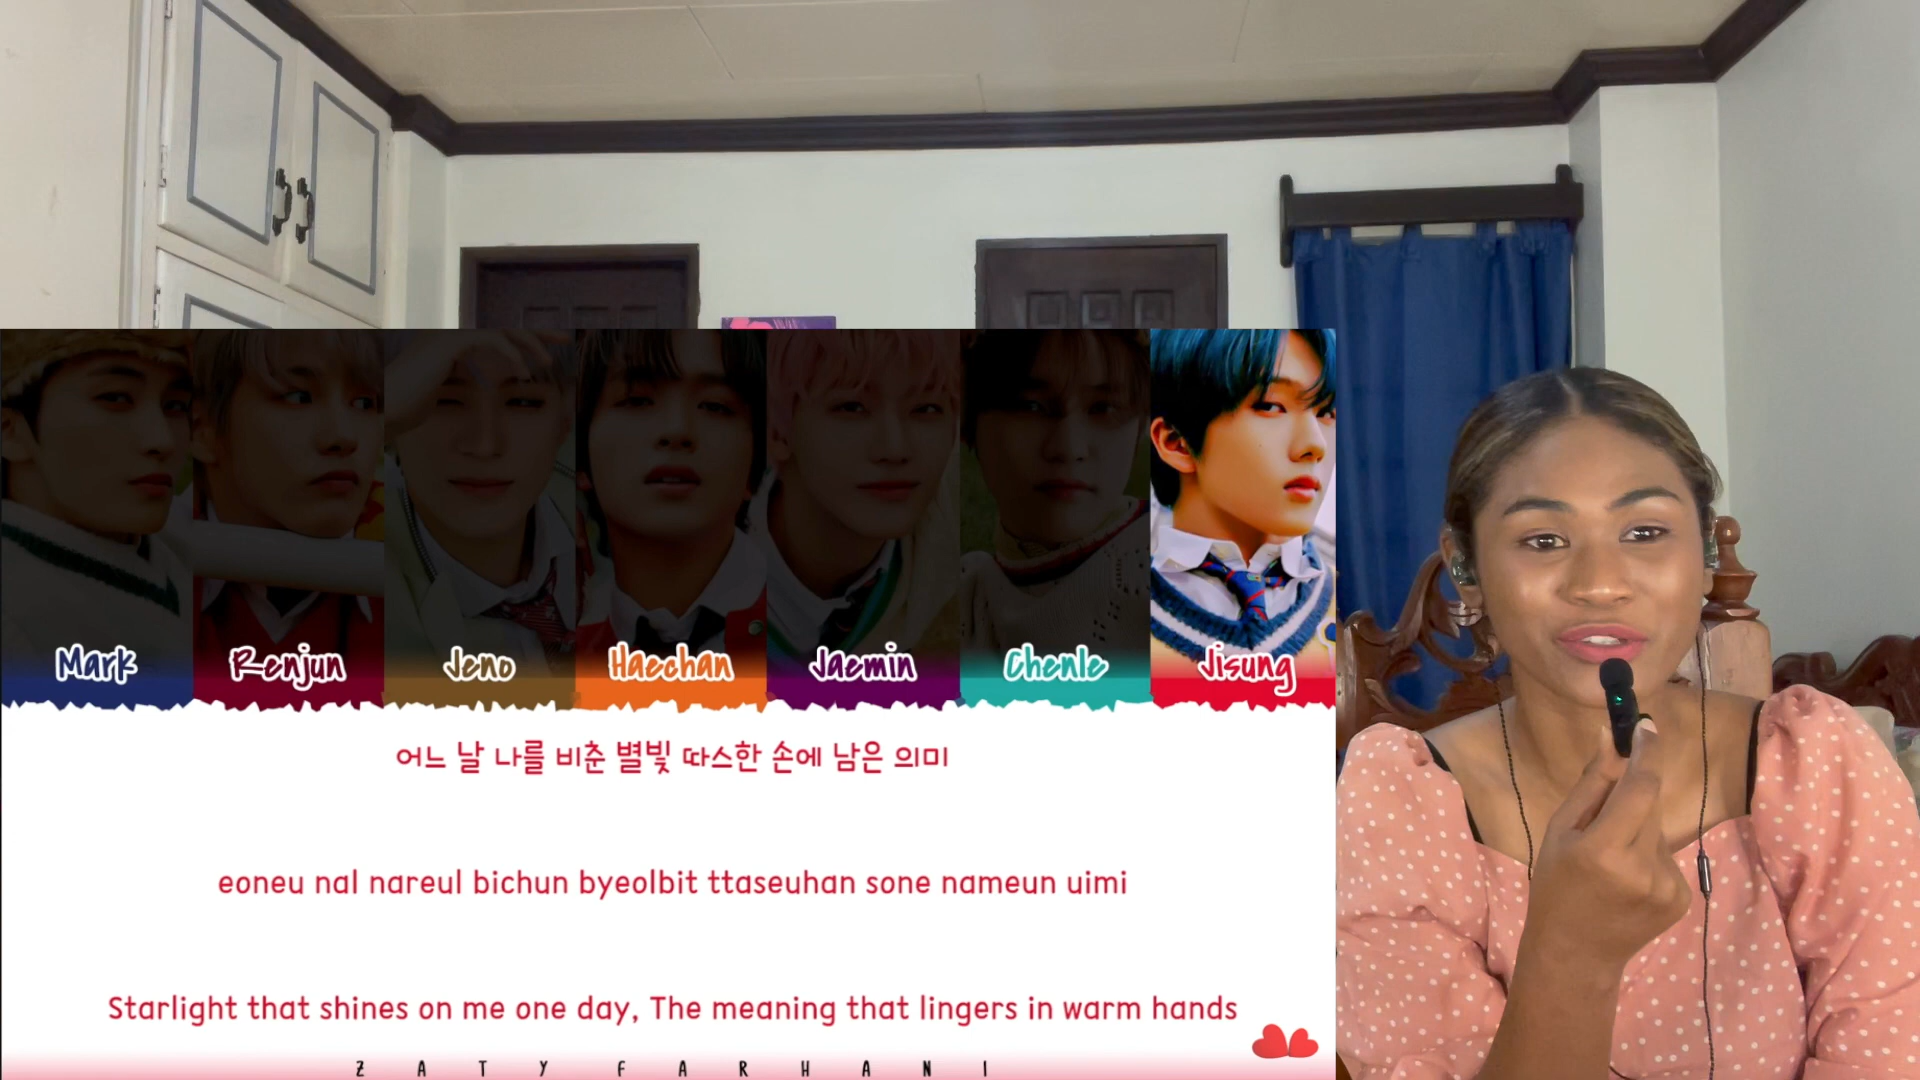 Mark Renjun Jeno Haechan Jaemin Chenle Jisung
어느 날 나를 비춘 별빛 따스한 손에 남은 의미
eoneu nal nareul bichun byeolbit ttaseuhan sone nameun uimi
Starlight that shines on me one day, The meaning that lingers in warm hands
ZATY FARHANI